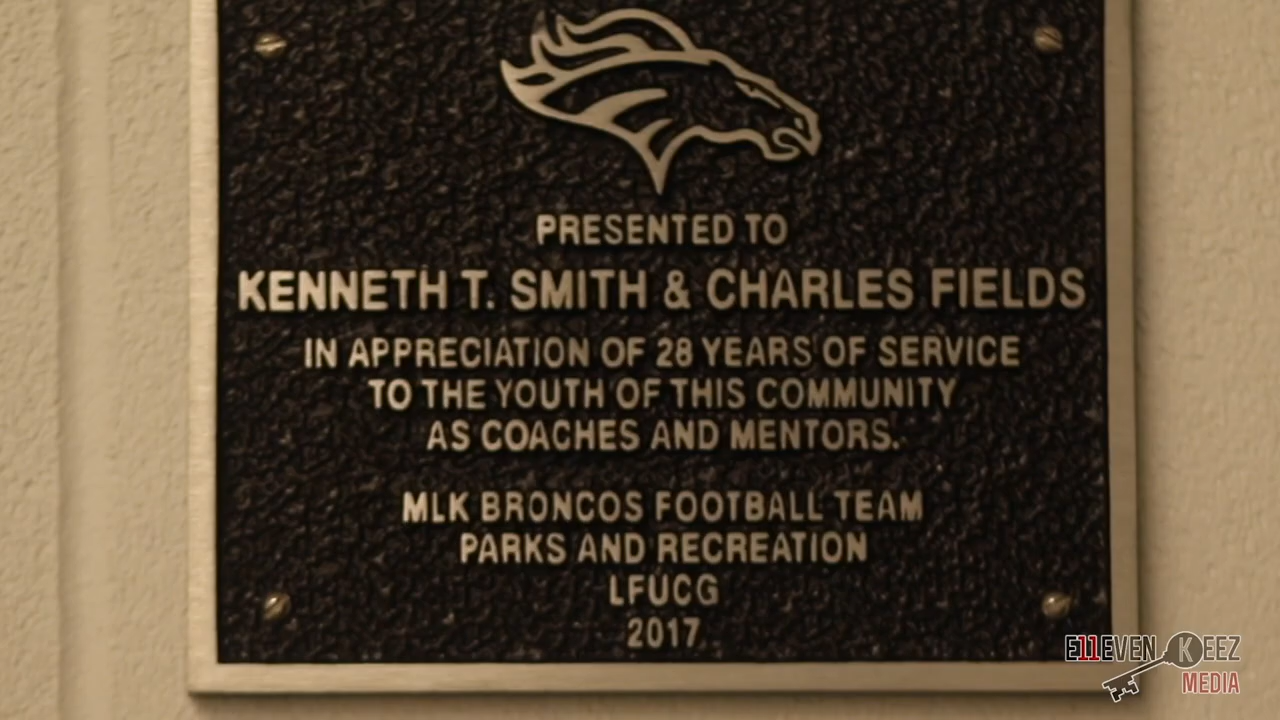 PRESENTED TO
KENNETH T. SMITH & CHARLES FIELDS
IN APPRECIATION OF 28 YEARS OF SERVICE
TO THE YOUTH OF THIS COMMUNITY
AS COACHES AND MENTORS.
MLK BRONCOS FOOTBALL TEAM
PARKS AND RECREATION
LFUCG
2017
E11EVEN KEEZ
MEDIA